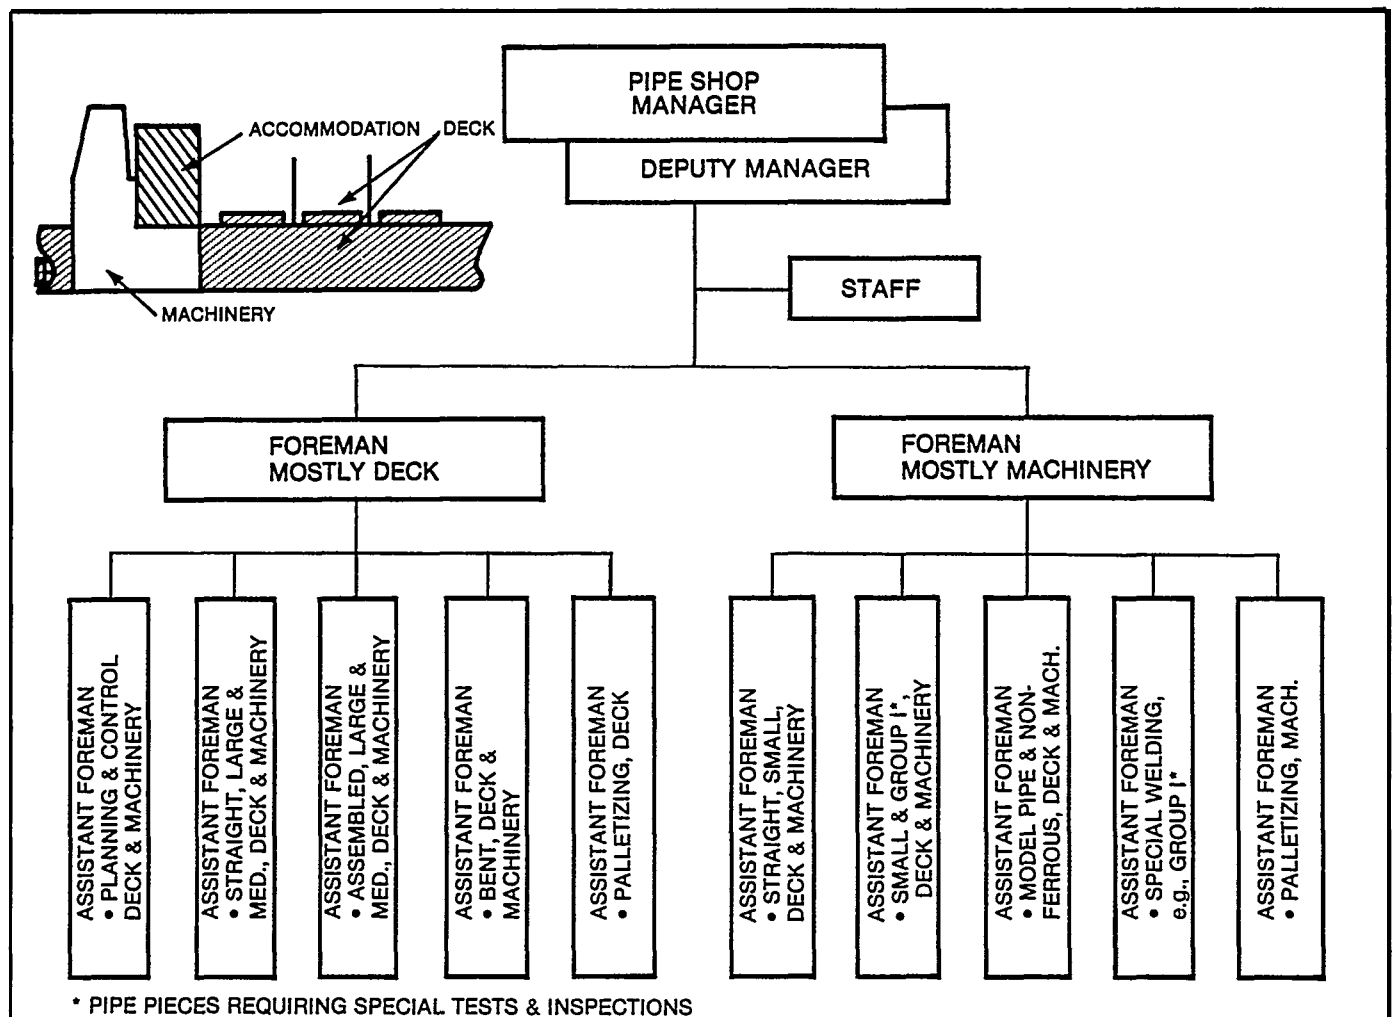 PIPE SHOP
MANAGER
DEPUTY MANAGER
ACCOMMODATION
DECK
MACHINERY
STAFF
FOREMAN
MOSTLY DECK
FOREMAN
MOSTLY MACHINERY
ASSISTANT FOREMAN
• PLANNING & CONTROL
DECK & MACHINERY
ASSISTANT FOREMAN
• STRAIGHT, LARGE &
MED., DECK & MACHINERY
ASSISTANT FOREMAN
• ASSEMBLED, LARGE &
MED., DECK & MACHINERY
ASSISTANT FOREMAN
• BENT, DECK &
MACHINERY
ASSISTANT FOREMAN
• PALLETIZING, DECK
ASSISTANT FOREMAN
• STRAIGHT, SMALL,
DECK & MACHINERY
ASSISTANT FOREMAN
• SMALL & GROUP I*,
DECK & MACHINERY
ASSISTANT FOREMAN
• MODEL PIPE & NON-
FERROUS, DECK & MACH.
ASSISTANT FOREMAN
• SPECIAL WELDING,
e.g., GROUP I*
ASSISTANT FOREMAN
• PALLETIZING, MACH.
* PIPE PIECES REQUIRING SPECIAL TESTS & INSPECTIONS